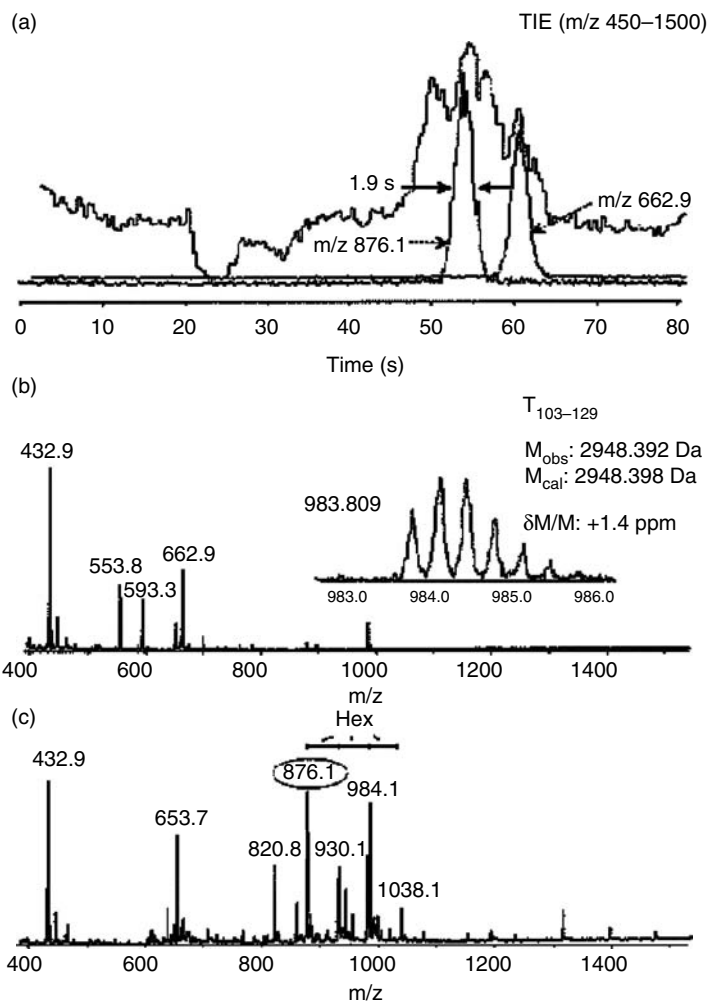 (a)
TIE (m/z 450–1500)
1.9 s
m/z 662.9
m/z 876.1
0 10 20 30 40 50 60 70 80
Time (s)
(b)
T103–129
432.9
Mobs: 2948.392 Da
Mcal: 2948.398 Da
983.809
δM/M: +1.4 ppm
553.8
662.9
593.3
983.0 984.0 985.0 986.0
400 600 800 1000 1200 1400
m/z
(c)
Hex
432.9
876.1
984.1
653.7
820.8
930.1
1038.1
400 600 800 1000 1200 1400
m/z